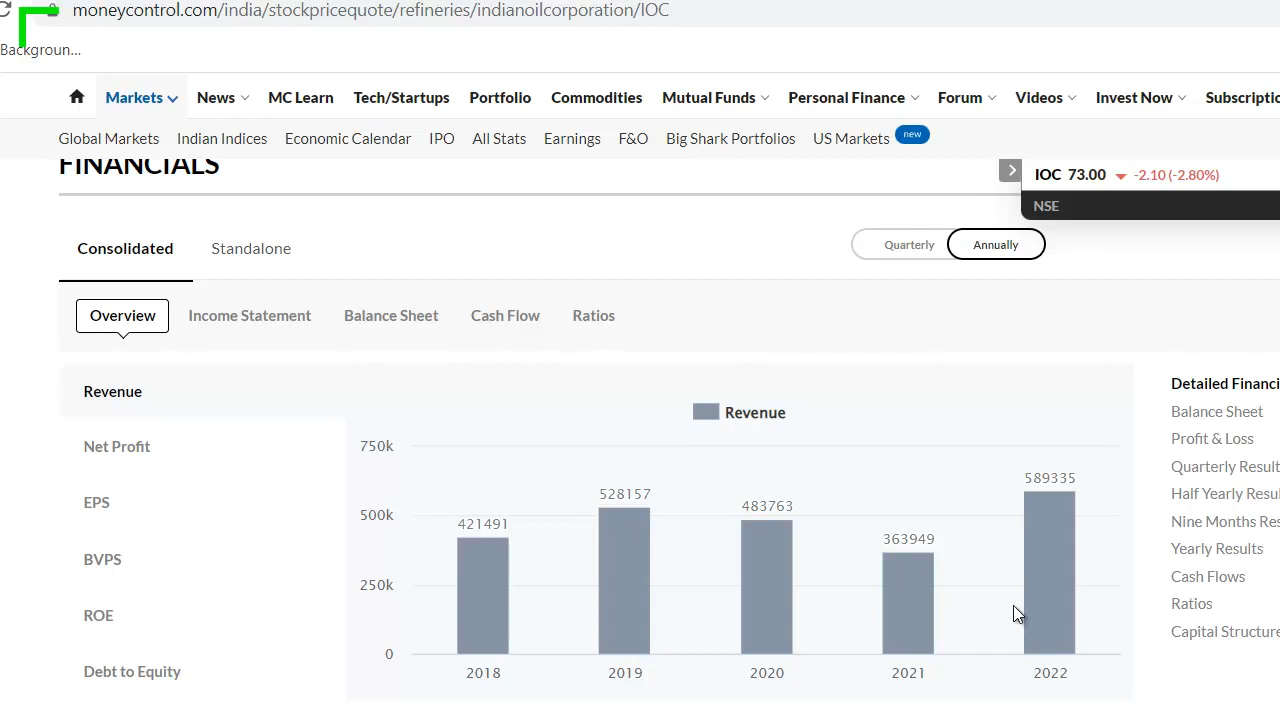 moneycontrol.com/india/stockpricequote/refineries/indianoilcorporation/IOC
Backgroun...
Markets News MC Learn Tech/Startups Portfolio Commodities Mutual Funds Personal Finance Forum Videos Invest Now Subscriptio
Global Markets Indian Indices Economic Calendar IPO All Stats Earnings F&O Big Shark Portfolios US Markets new
FINANCIALS
IOC 73.00 -2.10 (-2.80%)
NSE
Consolidated Standalone
Quarterly Annually
Overview Income Statement Balance Sheet Cash Flow Ratios
Revenue
Net Profit
EPS
BVPS
ROE
Debt to Equity
Revenue
750k
500k
250k
0
421491
528157
483763
363949
589335
2018 2019 2020 2021 2022
Detailed Financi
Balance Sheet
Profit & Loss
Quarterly Result
Half Yearly Resu
Nine Months Res
Yearly Results
Cash Flows
Ratios
Capital Structure